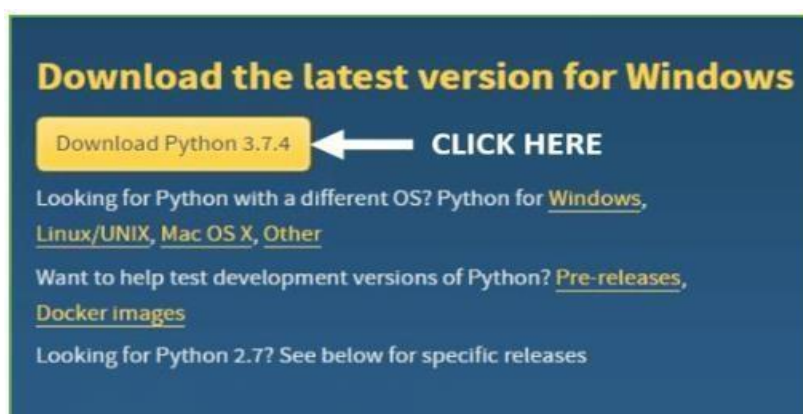 Download the latest version for Windows
Download Python 3.7.4 CLICK HERE
Looking for Python with a different OS? Python for Windows,
Linux/UNIX, Mac OS X, Other
Want to help test development versions of Python? Pre-releases,
Docker images
Looking for Python 2.7? See below for specific releases